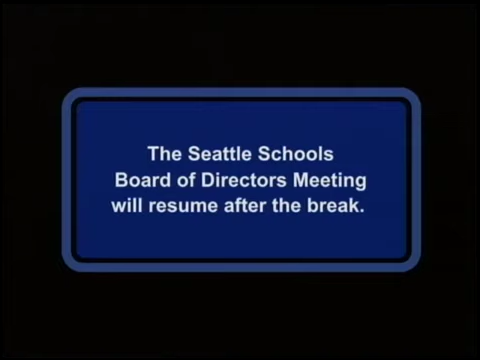 The Seattle Schools
Board of Directors Meeting
will resume after the break.